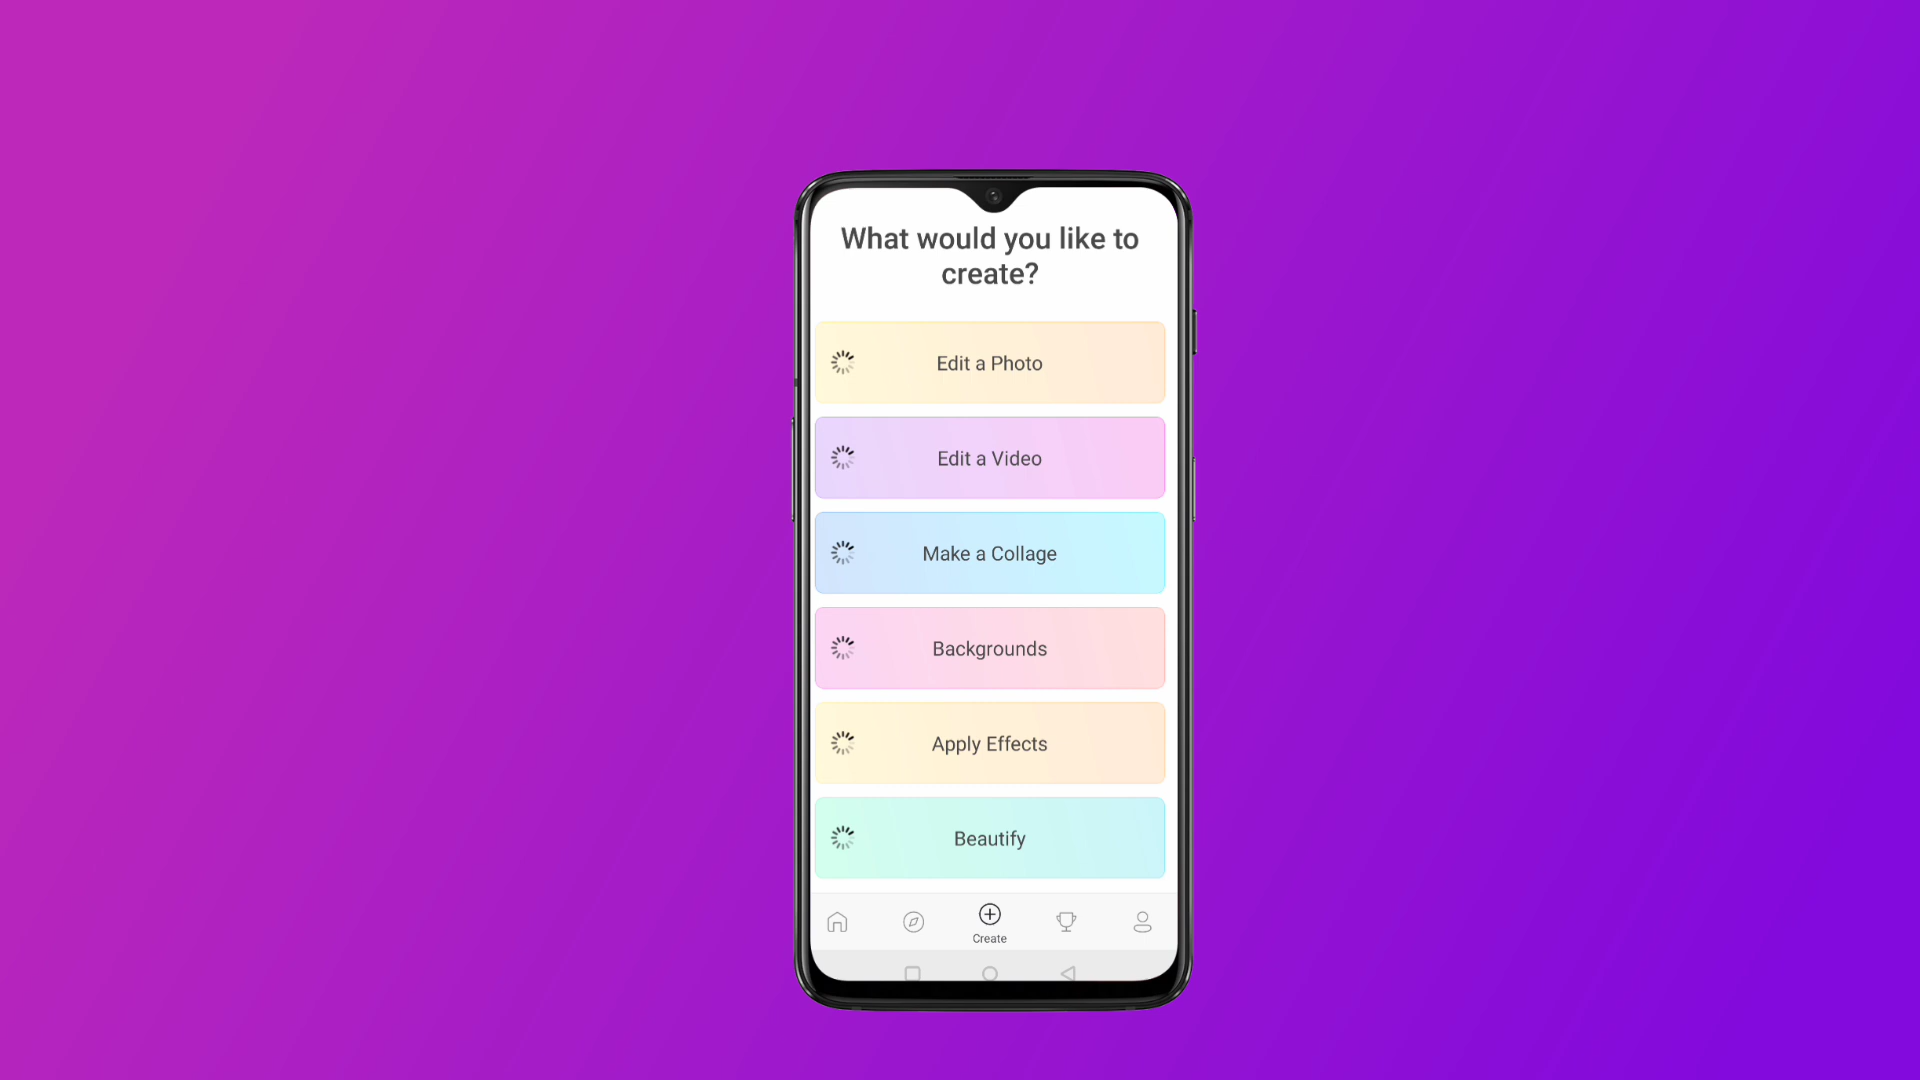 What would you like to
create?
Edit a Photo
Edit a Video
Make a Collage
Backgrounds
Apply Effects
Beautify
Create